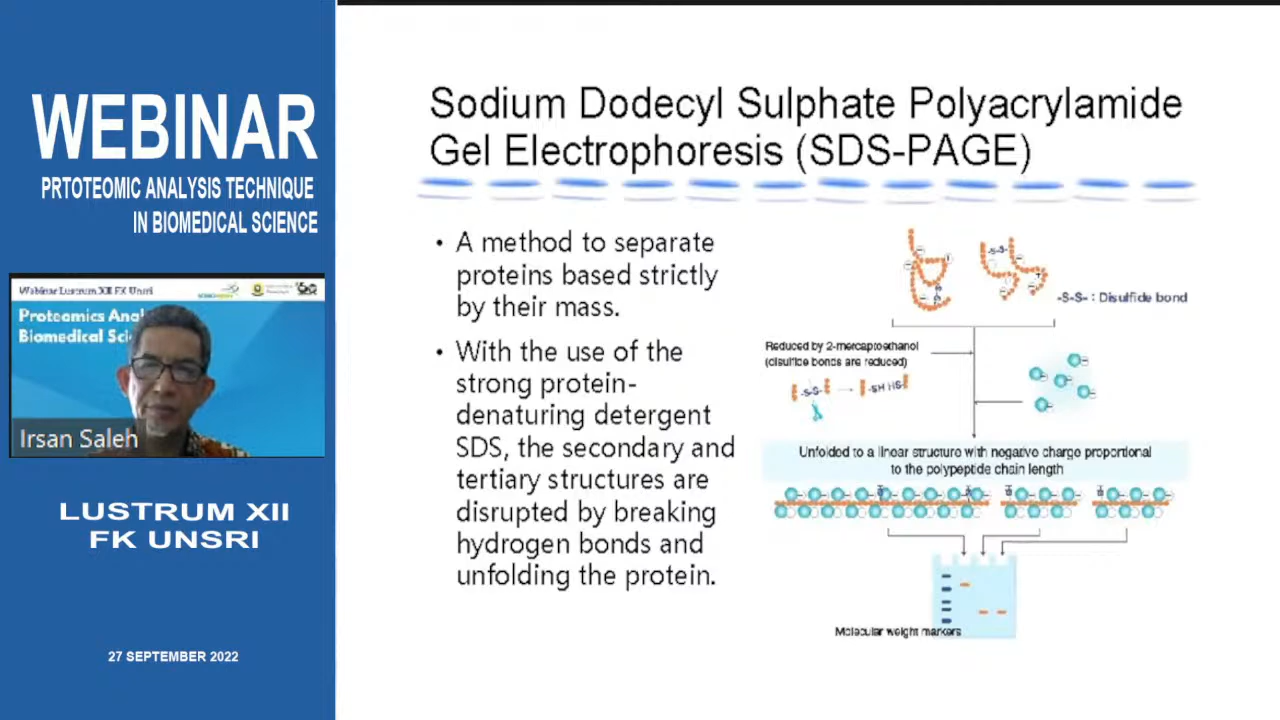 WEBINAR
PRTOTEOMIC ANALYSIS TECHNIQUE
IN BIOMEDICAL SCIENCE
Webinar Lustrum XII FK Unsri
Proteomics Anal
Biomedical Sci
Irsan Saleh
LUSTRUM XII
FK UNSRI
27 SEPTEMBER 2022
Sodium Dodecyl Sulphate Polyacrylamide
Gel Electrophoresis (SDS-PAGE)
• A method to separate
proteins based strictly
by their mass.
• With the use of the
strong protein-
denaturing detergent
SDS, the secondary and
tertiary structures are
disrupted by breaking
hydrogen bonds and
unfolding the protein.
-S-S-
-S-S- : Disulfide bond
Reduced by 2-mercaptoethanol
(disulfide bonds are reduced)
-S-S-
-SH HS-
Unfolded to a linear structure with negative charge proportional
to the polypeptide chain length
Molecular weight markers